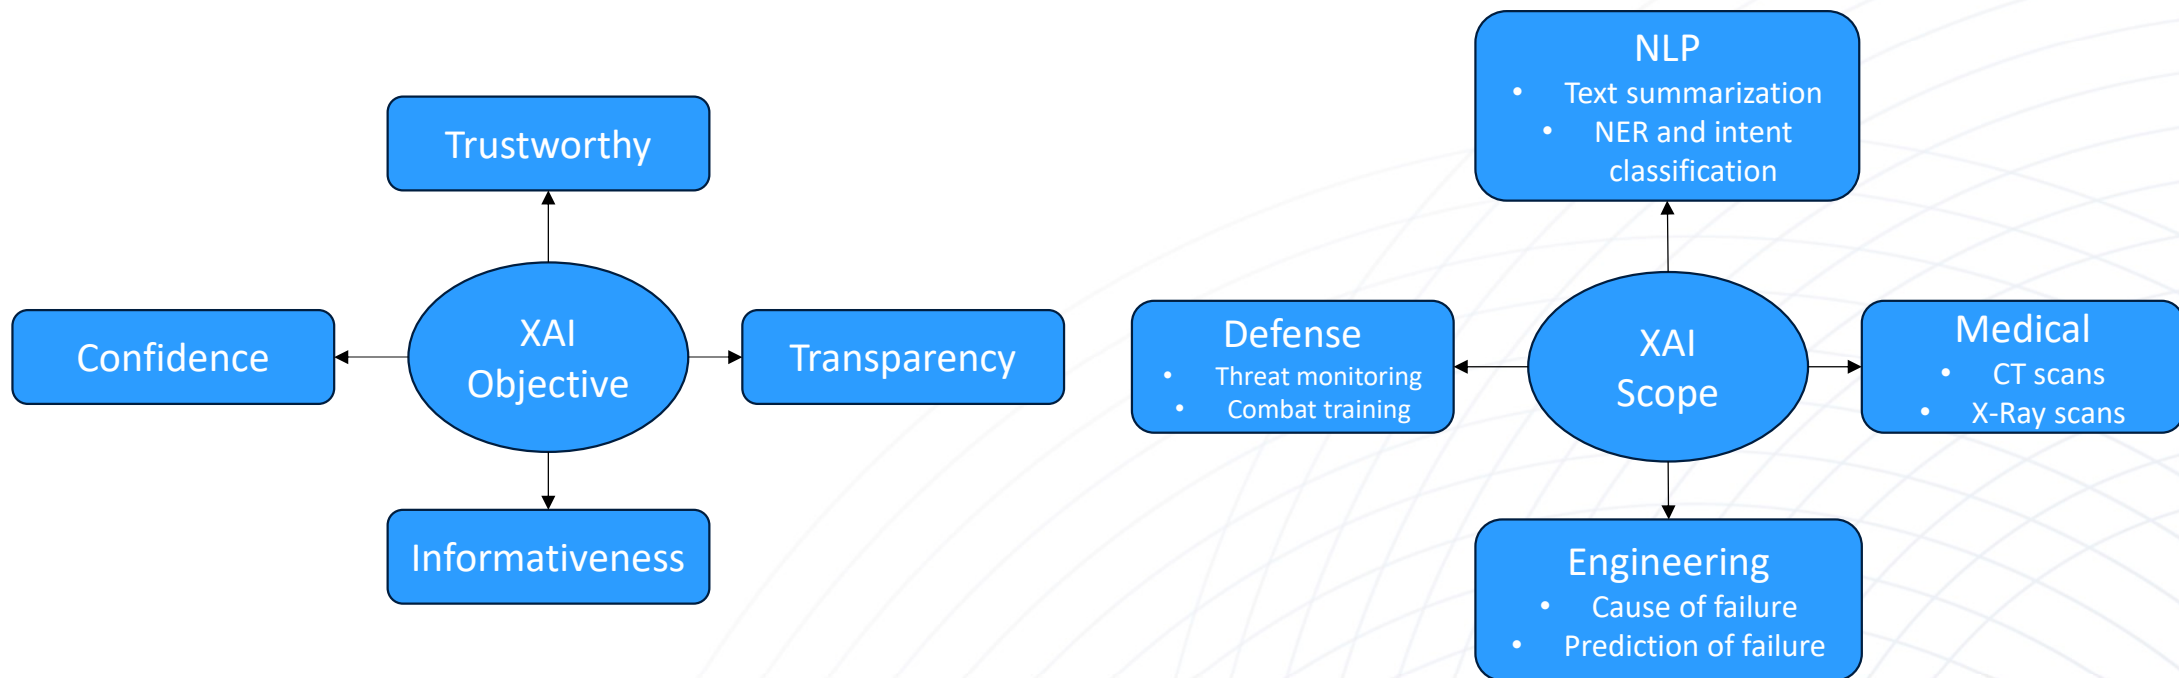 Trustworthy
Confidence
XAI
Objective
Transparency
Informativeness
NLP
• Text summarization
• NER and intent
classification
Defense
• Threat monitoring
• Combat training
XAI
Scope
Medical
• CT scans
• X-Ray scans
Engineering
• Cause of failure
• Prediction of failure